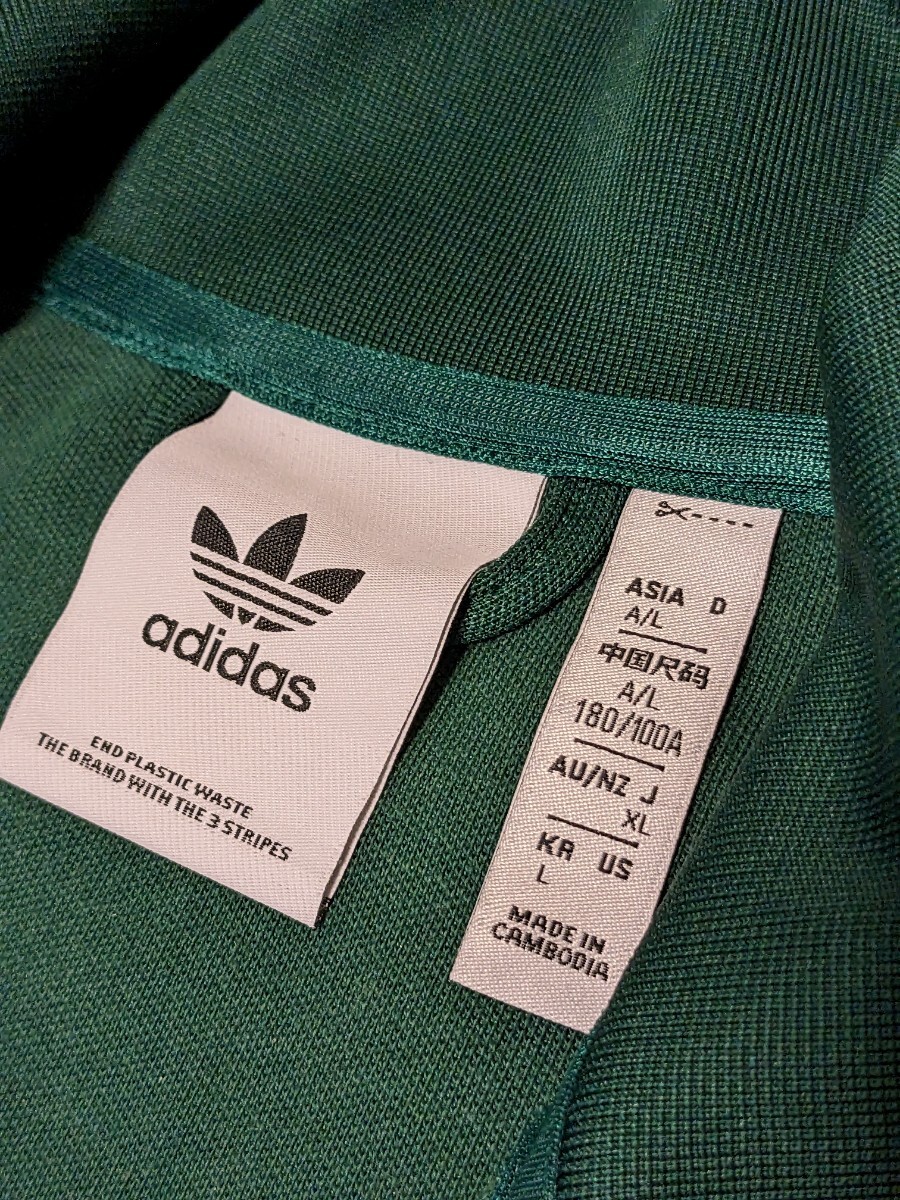 adidas
END PLASTIC WASTE
THE BRAND WITH THE 3 STRIPES
ASIA D
A/L
中国尺码
A/L
180/100A
AU/NZ J
XL
KR US
L
MADE IN
CAMBODIA